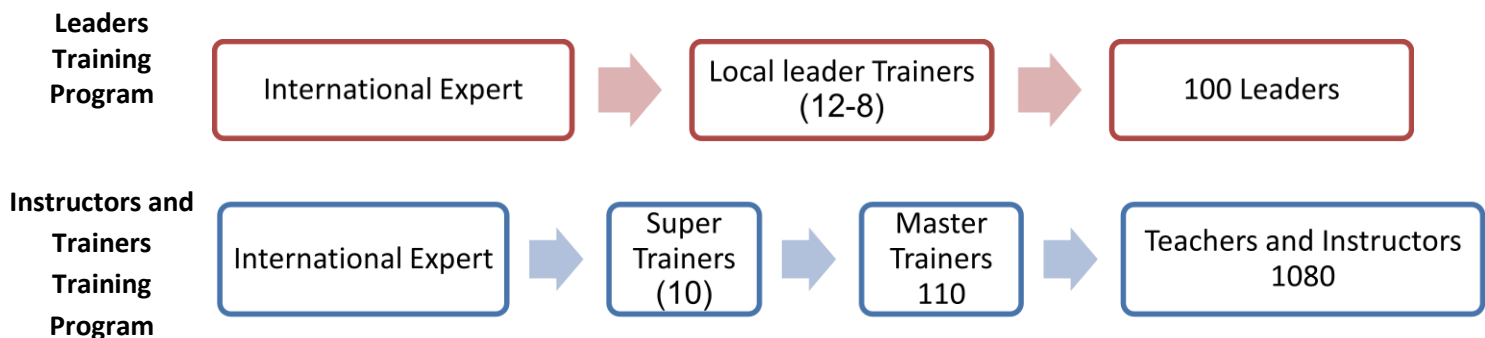 Leaders
Training
Program
International Expert
Local leader Trainers
(12-8)
100 Leaders
Instructors and
Trainers
Training
Program
International Expert
Super
Trainers
(10)
Master
Trainers
110
Teachers and Instructors
1080